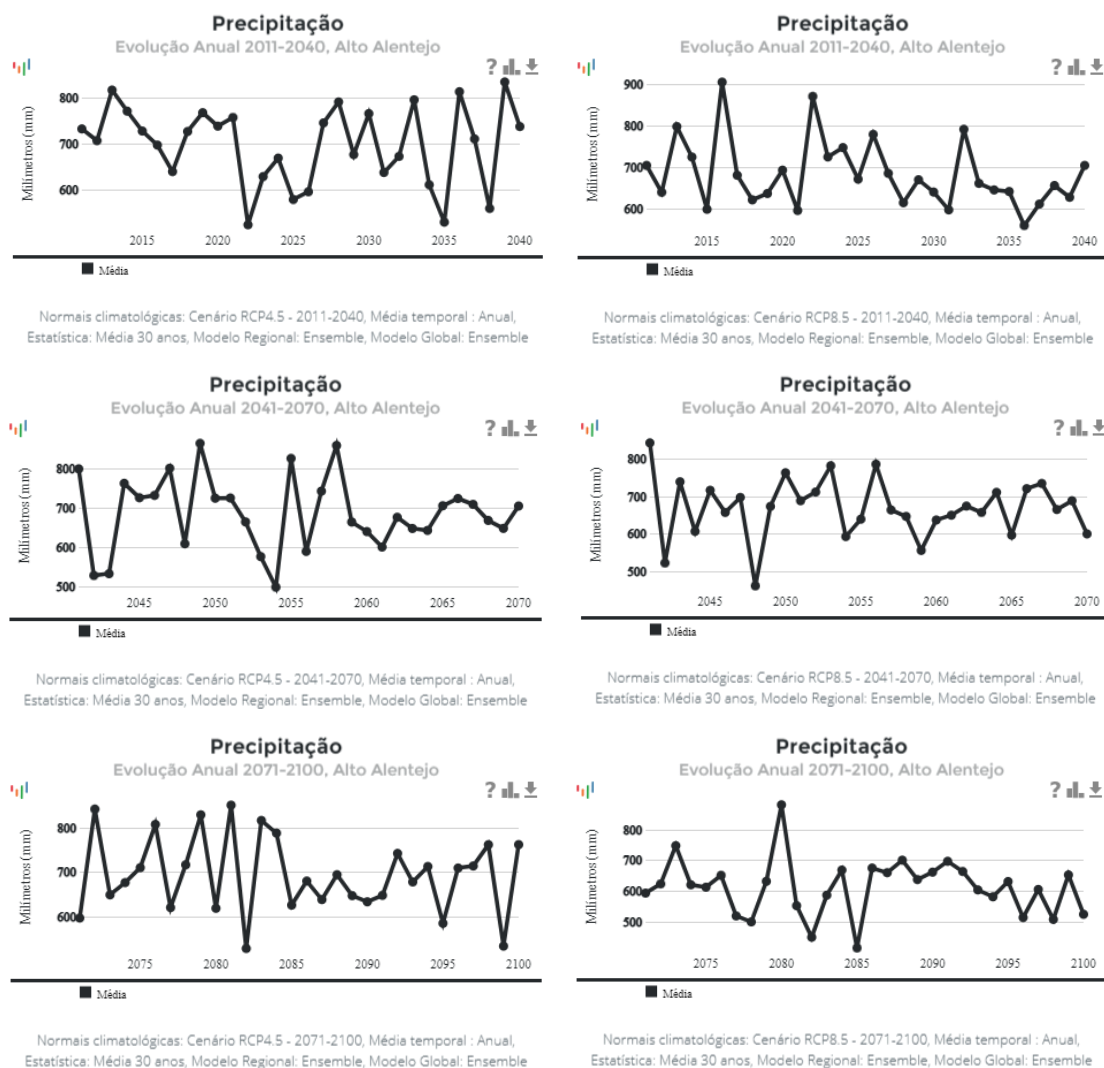 Precipitação
Evolução Anual 2011-2040, Alto Alentejo
?
Milímetros (mm)
800
700
600
2015 2020 2025 2030 2035 2040
Média
Normais climatológicas: Cenário RCP4.5 - 2011-2040, Média temporal : Anual,
Estatística: Média 30 anos, Modelo Regional: Ensemble, Modelo Global: Ensemble
Precipitação
Evolução Anual 2011-2040, Alto Alentejo
?
Milímetros (mm)
900
800
700
600
2015 2020 2025 2030 2035 2040
Média
Normais climatológicas: Cenário RCP8.5 - 2011-2040, Média temporal : Anual,
Estatística: Média 30 anos, Modelo Regional: Ensemble, Modelo Global: Ensemble
Precipitação
Evolução Anual 2041-2070, Alto Alentejo
?
Milímetros (mm)
800
700
600
500
2045 2050 2055 2060 2065 2070
Média
Normais climatológicas: Cenário RCP4.5 - 2041-2070, Média temporal : Anual,
Estatística: Média 30 anos, Modelo Regional: Ensemble, Modelo Global: Ensemble
Precipitação
Evolução Anual 2041-2070, Alto Alentejo
?
Milímetros (mm)
800
700
600
500
2045 2050 2055 2060 2065 2070
Média
Normais climatológicas: Cenário RCP8.5 - 2041-2070, Média temporal : Anual,
Estatística: Média 30 anos, Modelo Regional: Ensemble, Modelo Global: Ensemble
Precipitação
Evolução Anual 2071-2100, Alto Alentejo
?
Milímetros (mm)
800
700
600
2075 2080 2085 2090 2095 2100
Média
Normais climatológicas: Cenário RCP4.5 - 2071-2100, Média temporal : Anual,
Estatística: Média 30 anos, Modelo Regional: Ensemble, Modelo Global: Ensemble
Precipitação
Evolução Anual 2071-2100, Alto Alentejo
?
Milímetros (mm)
800
700
600
500
2075 2080 2085 2090 2095 2100
Média
Normais climatológicas: Cenário RCP8.5 - 2071-2100, Média temporal : Anual,
Estatística: Média 30 anos, Modelo Regional: Ensemble, Modelo Global: Ensemble